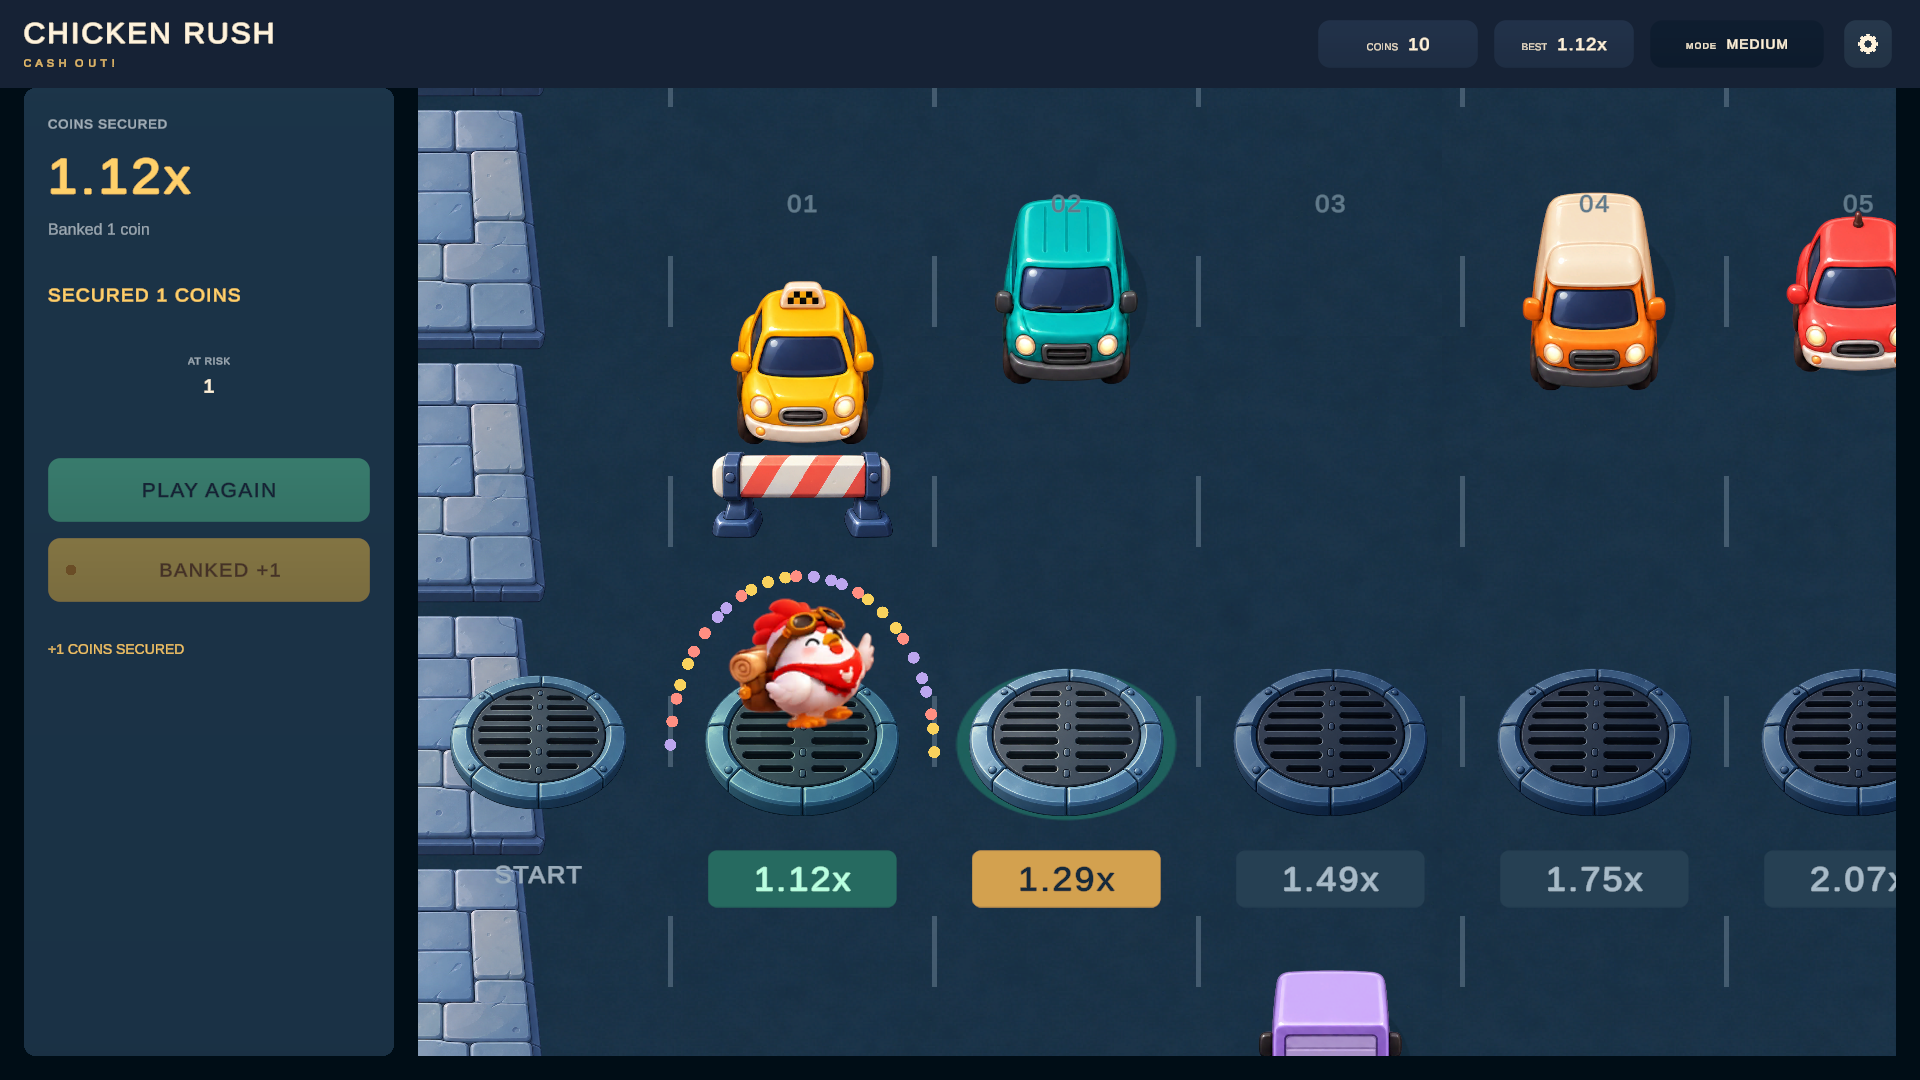 CHICKEN RUSH
CASH OUT!
COINS 10
BEST 1.12x
MODE MEDIUM
COINS SECURED
1.12x
Banked 1 coin
SECURED 1 COINS
AT RISK
1
PLAY AGAIN
BANKED +1
+1 COINS SECURED
01
02
03
04
05
START
1.12x
1.29x
1.49x
1.75x
2.07x